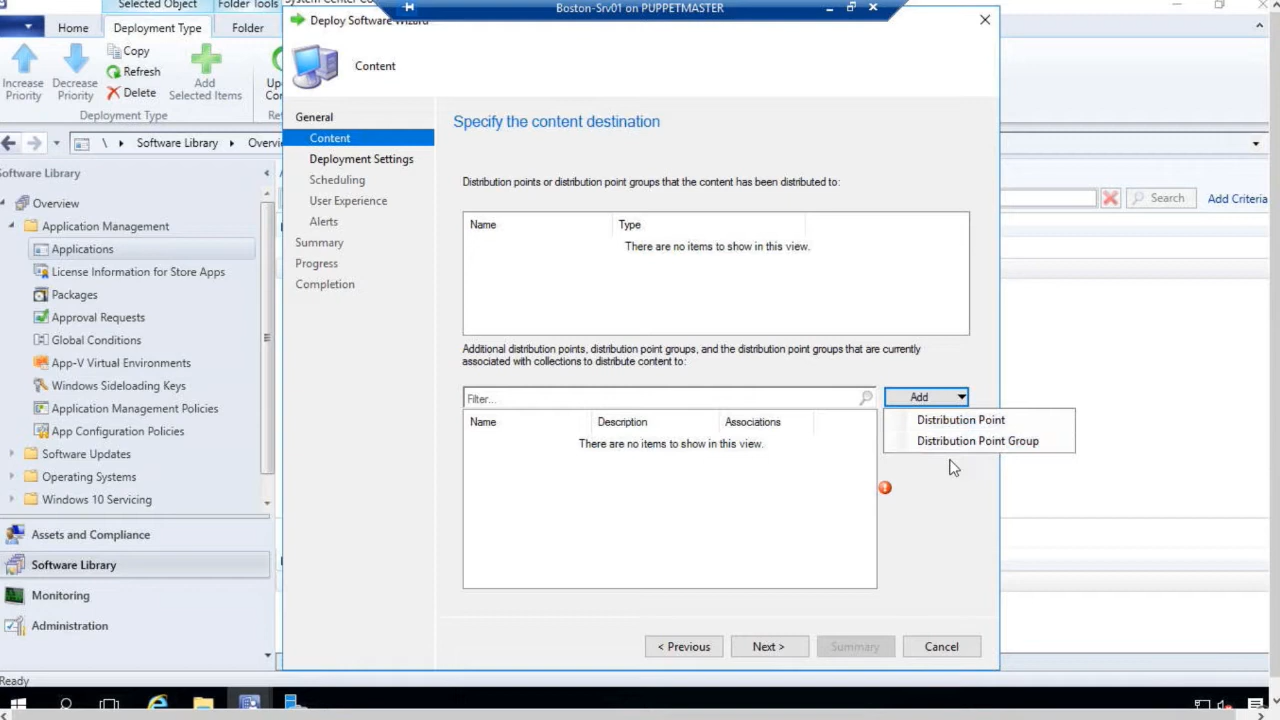 Selected Object
Folder Tools
Boston-Srv01 on PUPPETMASTER
Home
Deployment Type
Folder
Increase
Priority
Decrease
Priority
Copy
Refresh
Delete
Add
Selected Items
Deployment Type
Deploy Software Wizard
Content
\ Software Library
Software Library
Overview
Application Management
Applications
License Information for Store Apps
Packages
Approval Requests
Global Conditions
App-V Virtual Environments
Windows Sideloading Keys
Application Management Policies
App Configuration Policies
Software Updates
Operating Systems
Windows 10 Servicing
Assets and Compliance
Software Library
Monitoring
Administration
Ready
General
Content
Deployment Settings
Scheduling
User Experience
Alerts
Summary
Progress
Completion
Specify the content destination
Distribution points or distribution point groups that the content has been distributed to:
Name Type
There are no items to show in this view.
Additional distribution points, distribution point groups, and the distribution point groups that are currently
associated with collections to distribute content to:
Filter...
Add
Distribution Point
Distribution Point Group
Name Description Associations
There are no items to show in this view.
< Previous
Next >
Summary
Cancel
Search
Add Criteria